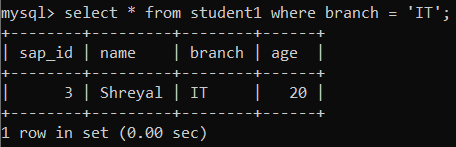 mysql> select * from student1 where branch = 'IT';
+--------+---------+--------+------+
| sap_id | name    | branch | age  |
+--------+---------+--------+------+
|      3 | Shreyal | IT     |   20 |
+--------+---------+--------+------+
1 row in set (0.00 sec)